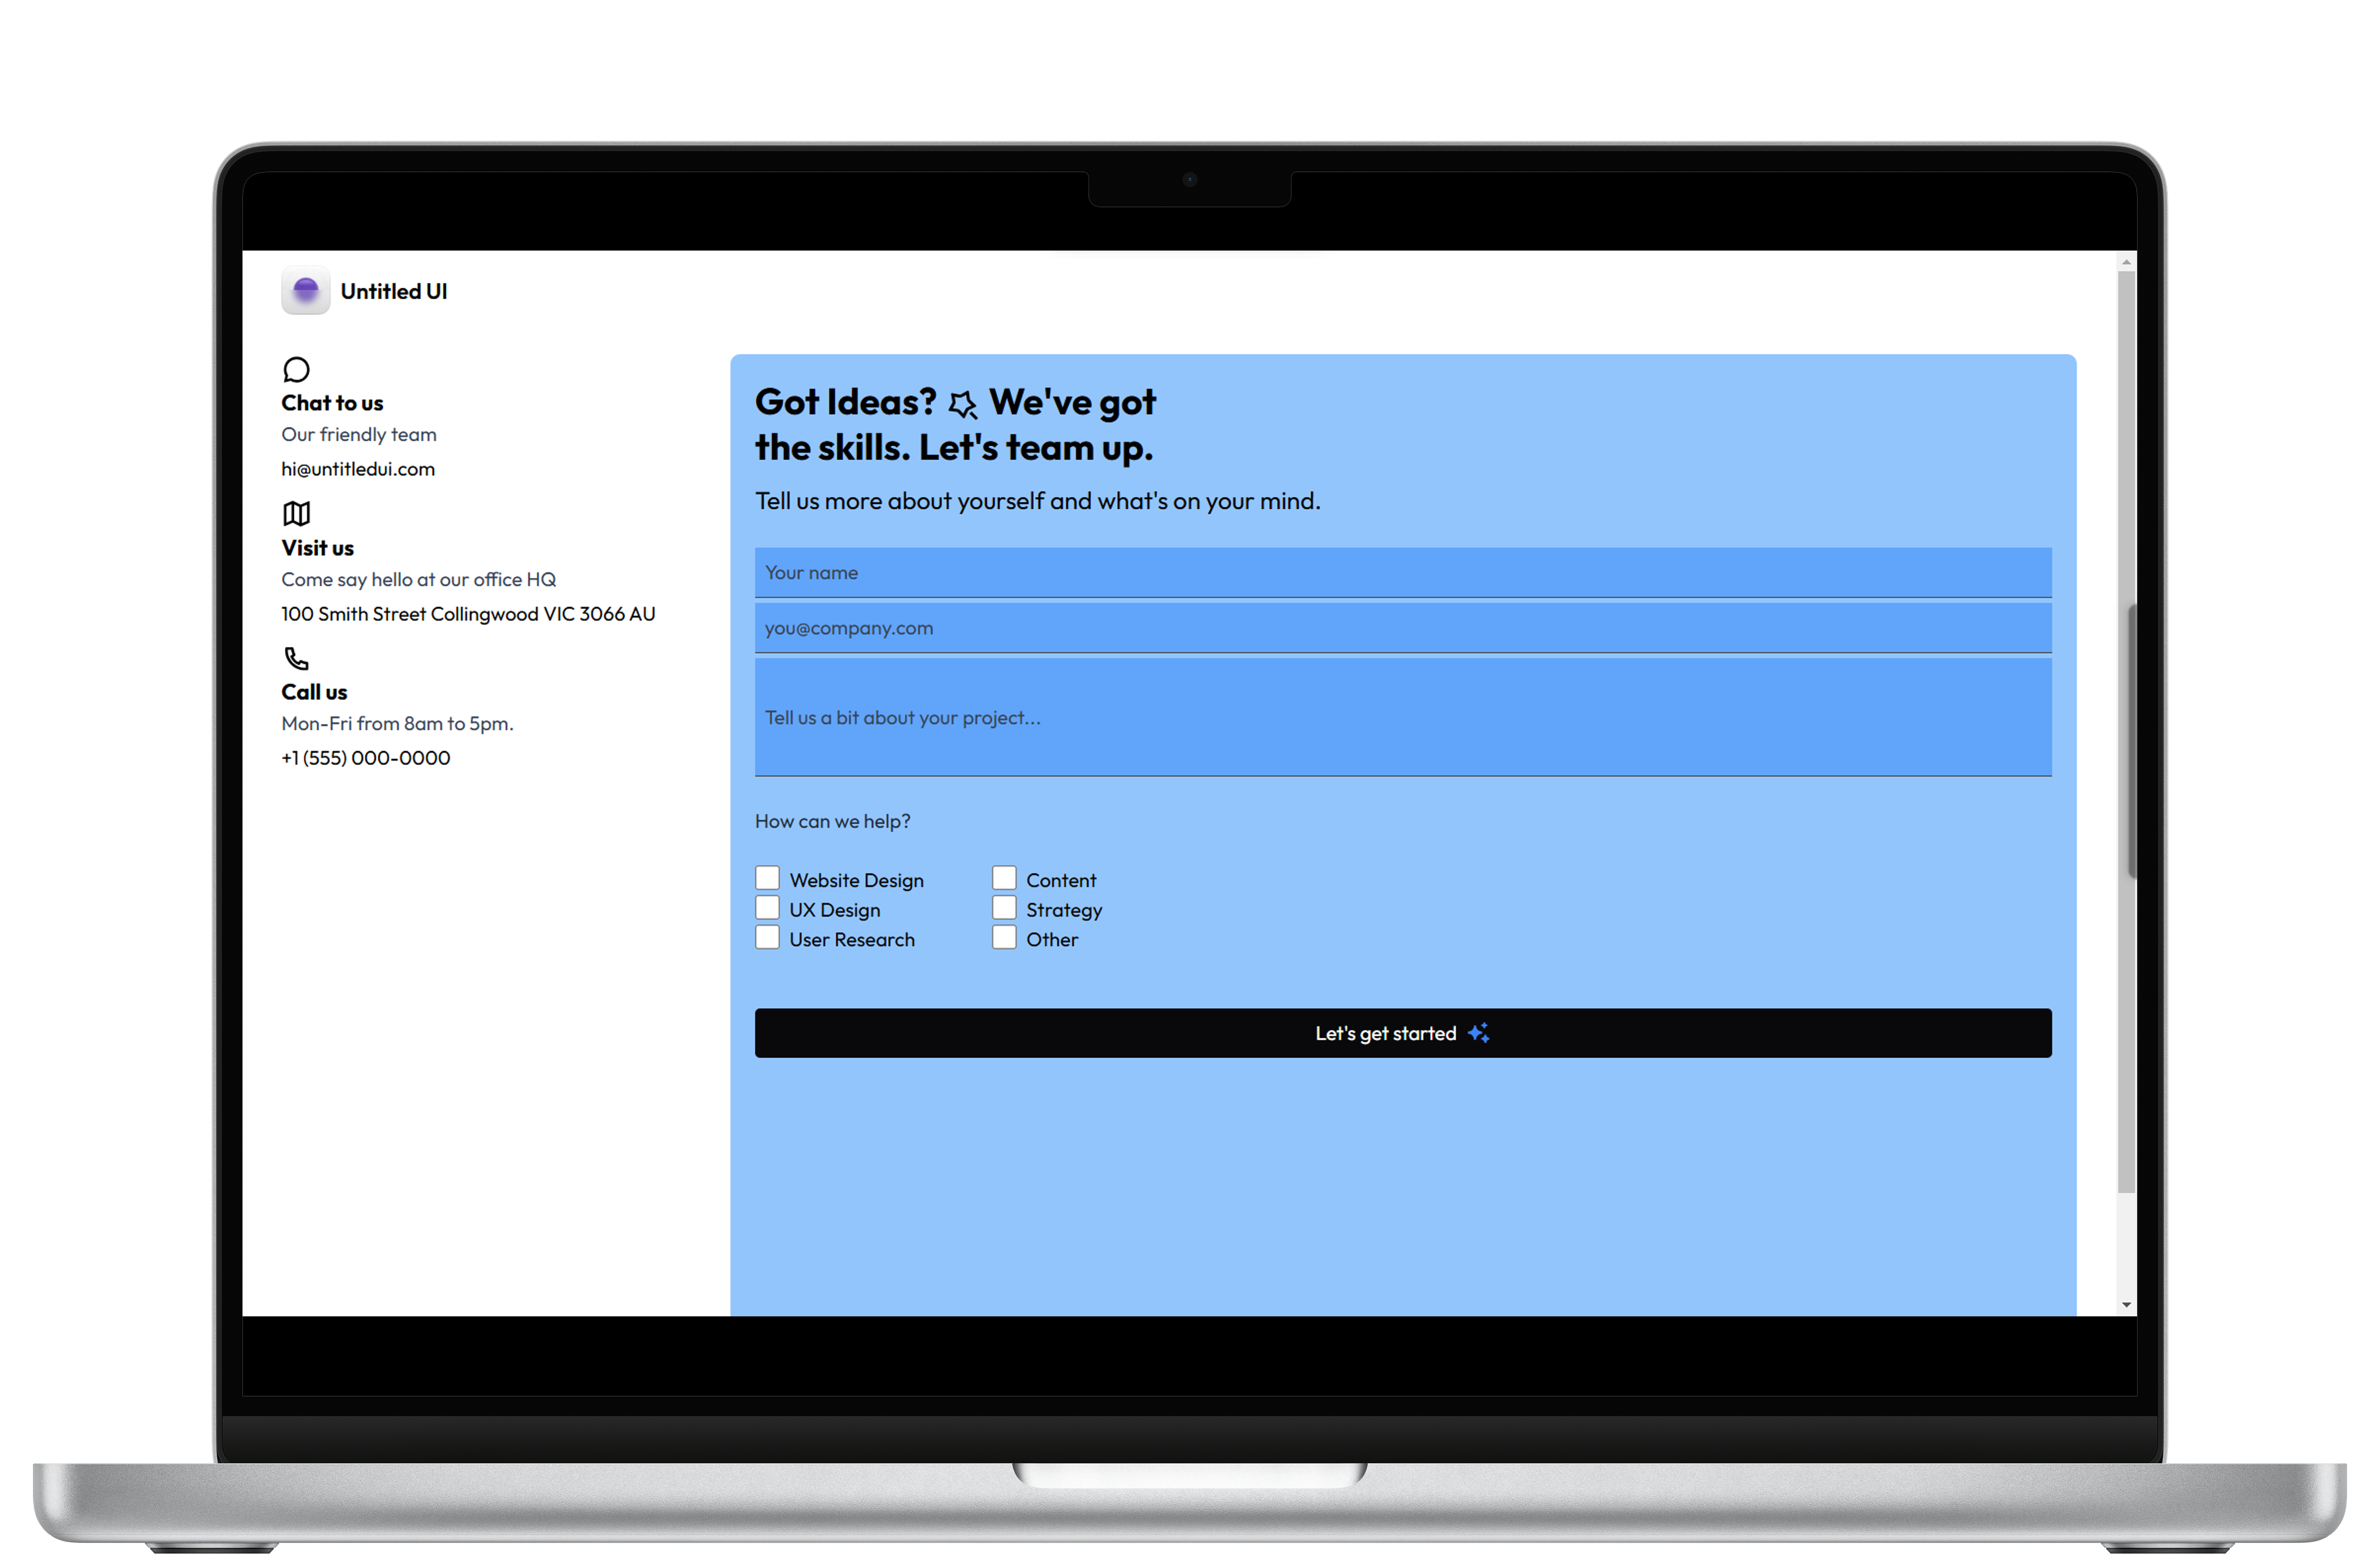 Untitled UI
Chat to us
Our friendly team
hi@untitledui.com
Visit us
Come say hello at our office HQ
100 Smith Street Collingwood VIC 3066 AU
Call us
Mon-Fri from 8am to 5pm.
+1 (555) 000-0000
Got Ideas? We've got
the skills. Let's team up.
Tell us more about yourself and what's on your mind.
Your name
you@company.com
Tell us a bit about your project...
How can we help?
Website Design
UX Design
User Research
Content
Strategy
Other
Let's get started